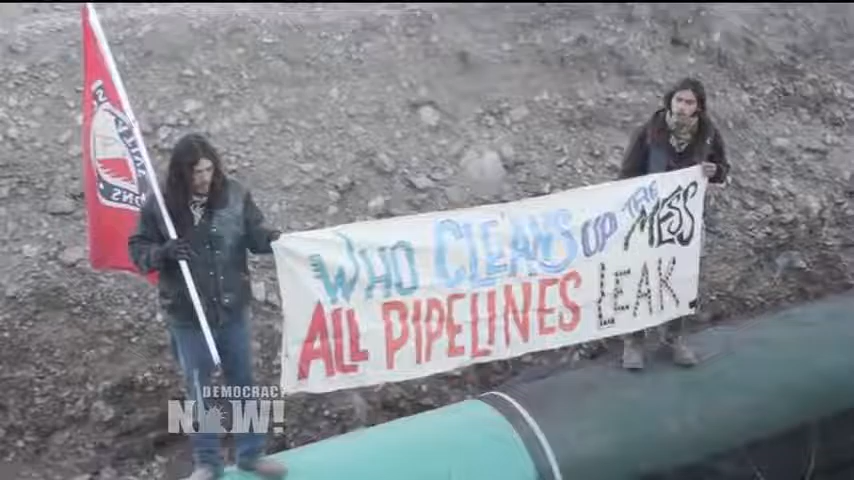 WHO CLEANS UP THE MESS
ALL PIPELINES LEAK.
DEMOCRACY
NOW!